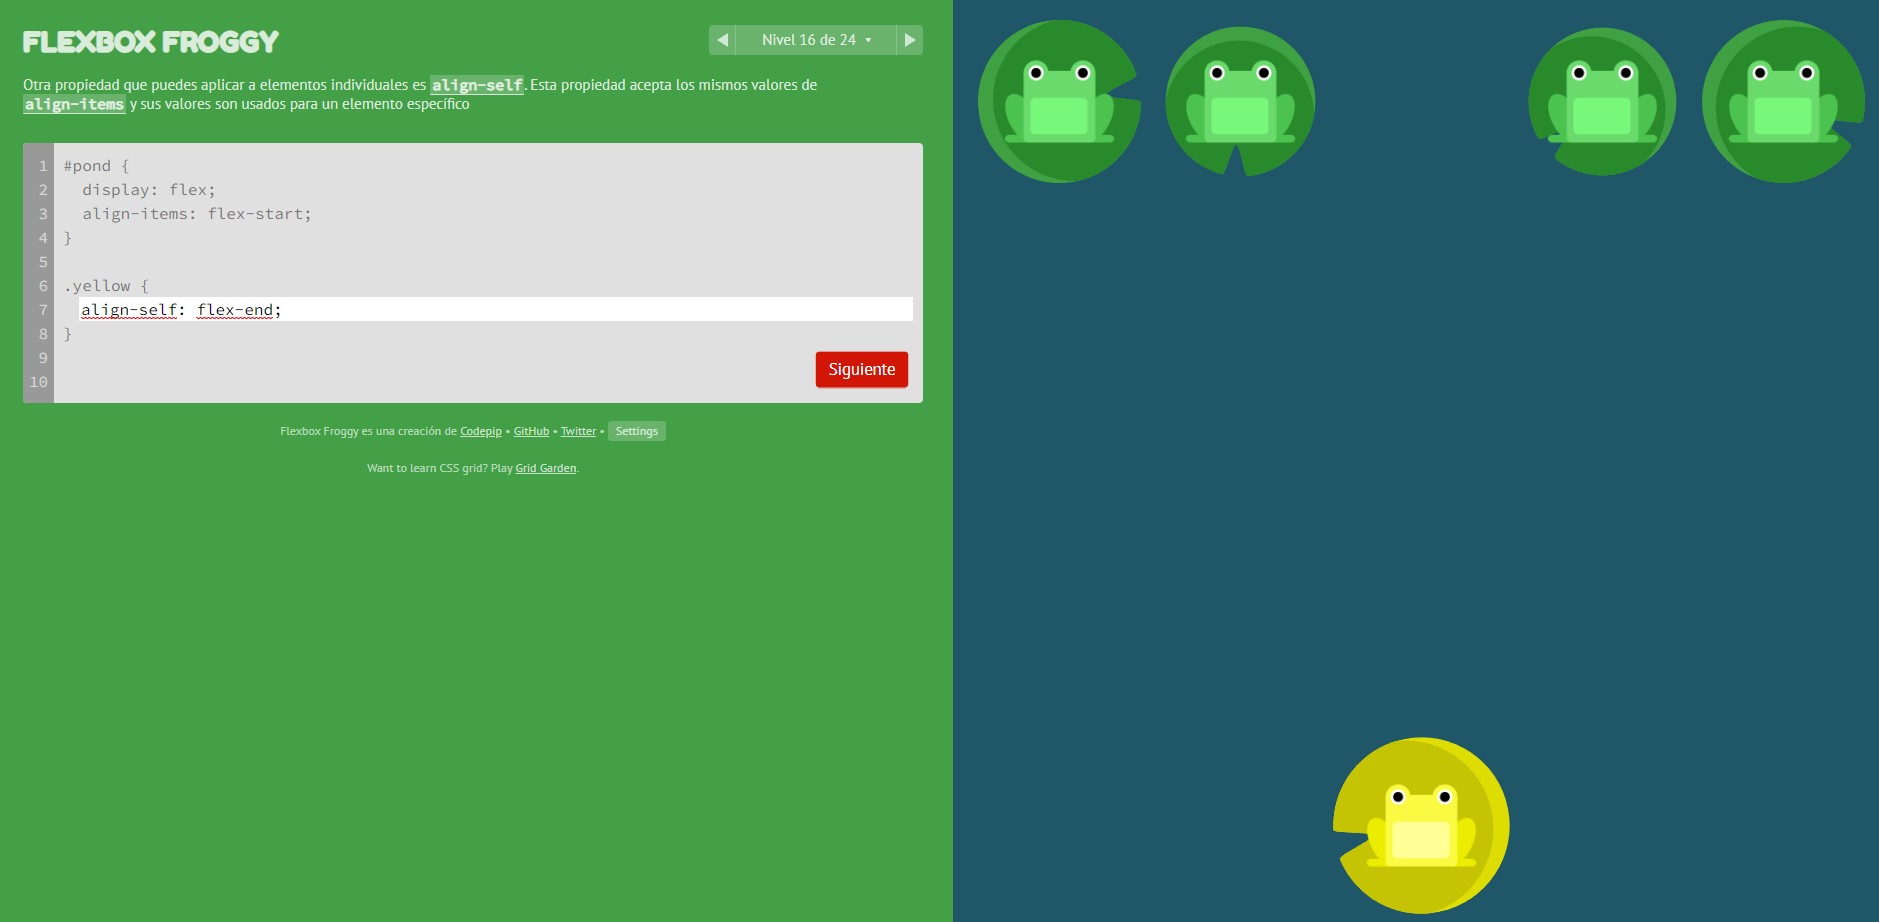 FLEXBOX FROGGY
Nivel 16 de 24
Otra propiedad que puedes aplicar a elementos individuales es align-self. Esta propiedad acepta los mismos valores de
align-items y sus valores son usados para un elemento específico
1 #pond {
2 display: flex;
3 align-items: flex-start;
4 }
5
6 .yellow {
7 align-self: flex-end;
8 }
9
10
Siguiente
Flexbox Froggy es una creación de Codepip • GitHub • Twitter • Settings
Want to learn CSS grid? Play Grid Garden.